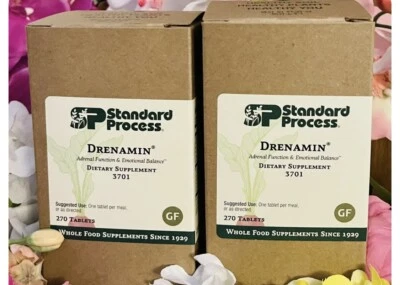 Standard
Process®
DRENAMIN®
Adrenal Function & Emotional Balance*
DIETARY SUPPLEMENT
3701
Suggested Use: One tablet per meal,
or as directed.
270 TABLETS
GF
WHOLE FOOD SUPPLEMENTS SINCE 1929
HEALTHY YOU
Standard
Process®
DRENAMIN®
Adrenal Function & Emotional Balance*
DIETARY SUPPLEMENT
3701
Suggested Use: One tablet per meal,
or as directed.
270 TABLETS
GF
WHOLE FOOD SUPPLEMENTS SINCE 1929